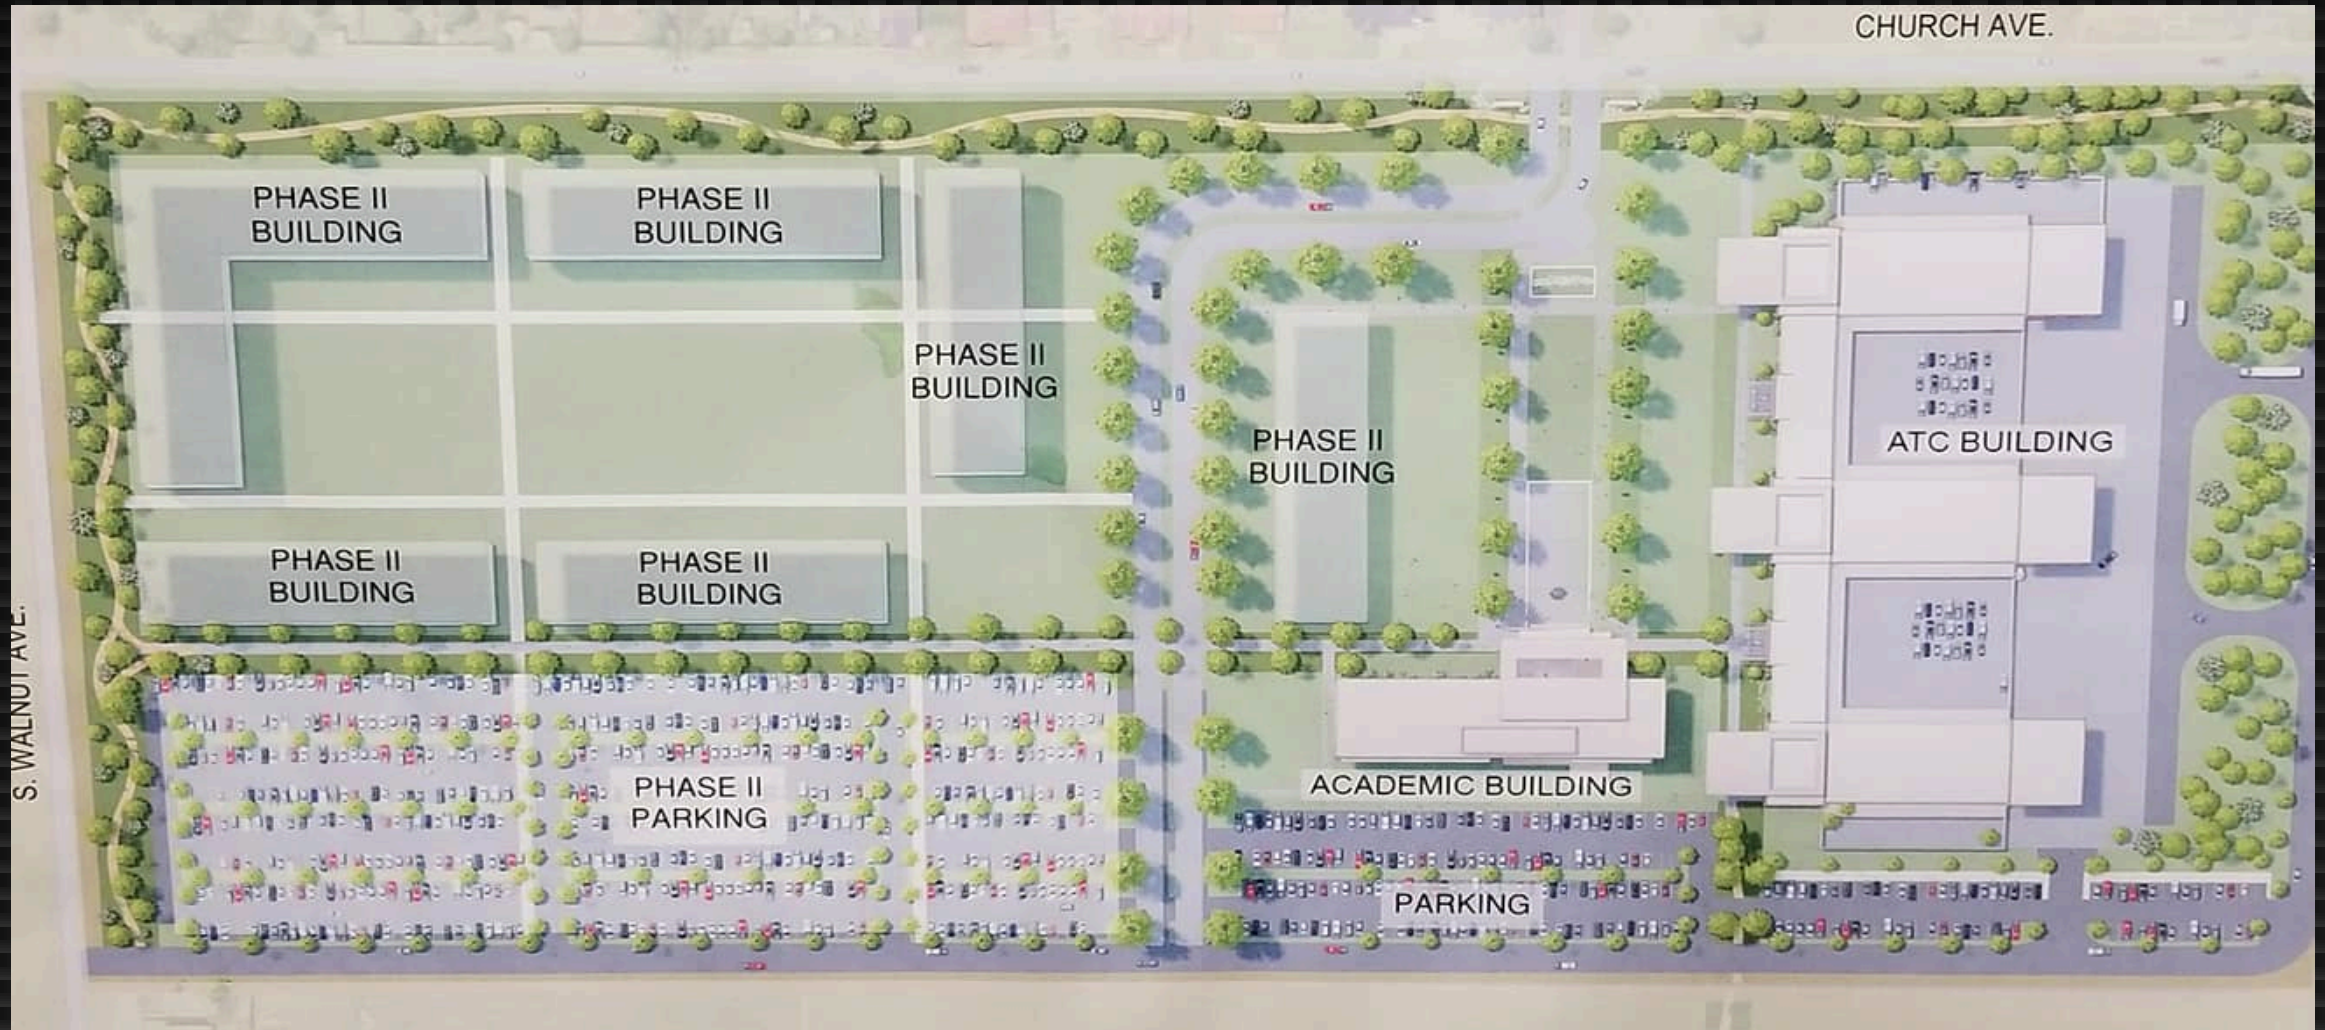 CHURCH AVE.
PHASE II
BUILDING
PHASE II
BUILDING
PHASE II
BUILDING
PHASE II
BUILDING
ATC BUILDING
PHASE II
BUILDING
PHASE II
BUILDING
S. WALNUT AVE.
PHASE II
PARKING
ACADEMIC BUILDING
PARKING